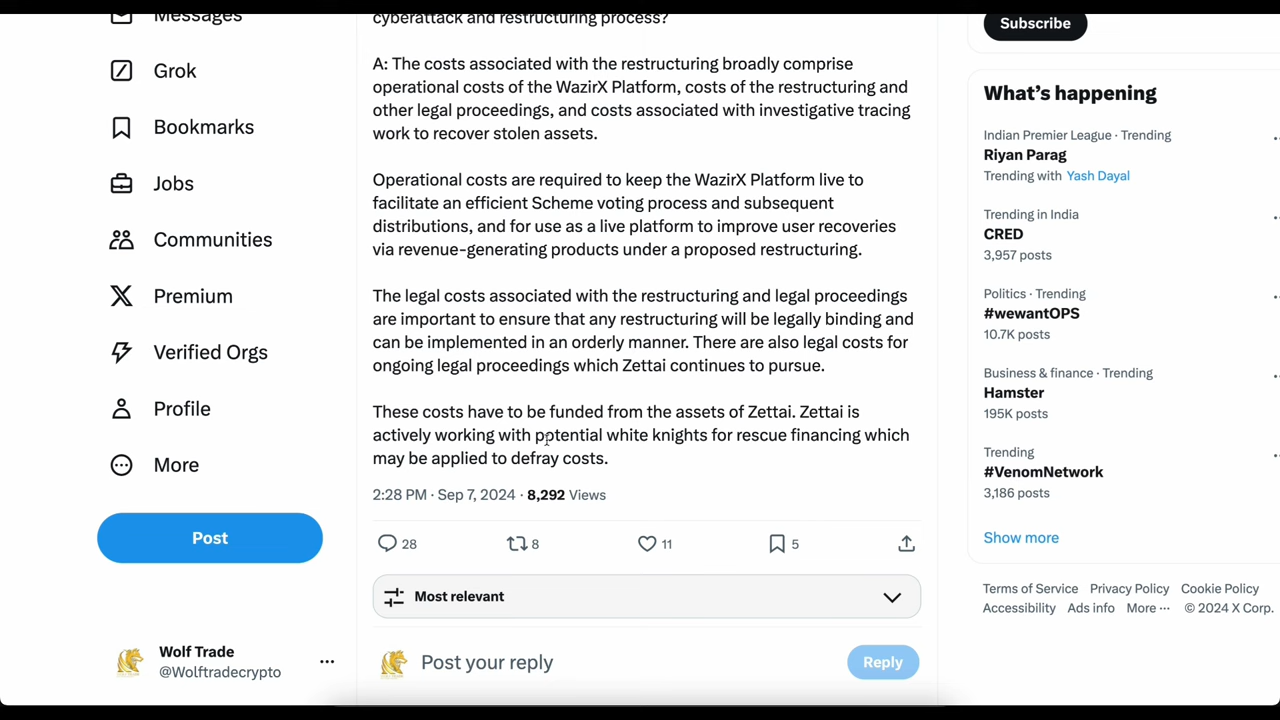 Messages
Grok
Bookmarks
Jobs
Communities
Premium
Verified Orgs
Profile
More
Post
Wolf Trade
@Wolftradecrypto
cyberattack and restructuring process?
A: The costs associated with the restructuring broadly comprise
operational costs of the WazirX Platform, costs of the restructuring and
other legal proceedings, and costs associated with investigative tracing
work to recover stolen assets.
Operational costs are required to keep the WazirX Platform live to
facilitate an efficient Scheme voting process and subsequent
distributions, and for use as a live platform to improve user recoveries
via revenue-generating products under a proposed restructuring.
The legal costs associated with the restructuring and legal proceedings
are important to ensure that any restructuring will be legally binding and
can be implemented in an orderly manner. There are also legal costs for
ongoing legal proceedings which Zettai continues to pursue.
These costs have to be funded from the assets of Zettai. Zettai is
actively working with potential white knights for rescue financing which
may be applied to defray costs.
2:28 PM · Sep 7, 2024 · 8,292 Views
28 8 11 5
Most relevant
Post your reply
Reply
Subscribe
What's happening
Indian Premier League · Trending
Riyan Parag
Trending with Yash Dayal
Trending in India
CRED
3,957 posts
Politics · Trending
#wewantOPS
10.7K posts
Business & finance · Trending
Hamster
195K posts
Trending
#VenomNetwork
3,186 posts
Show more
Terms of Service Privacy Policy Cookie Policy
Accessibility Ads info More ··· © 2024 X Corp.